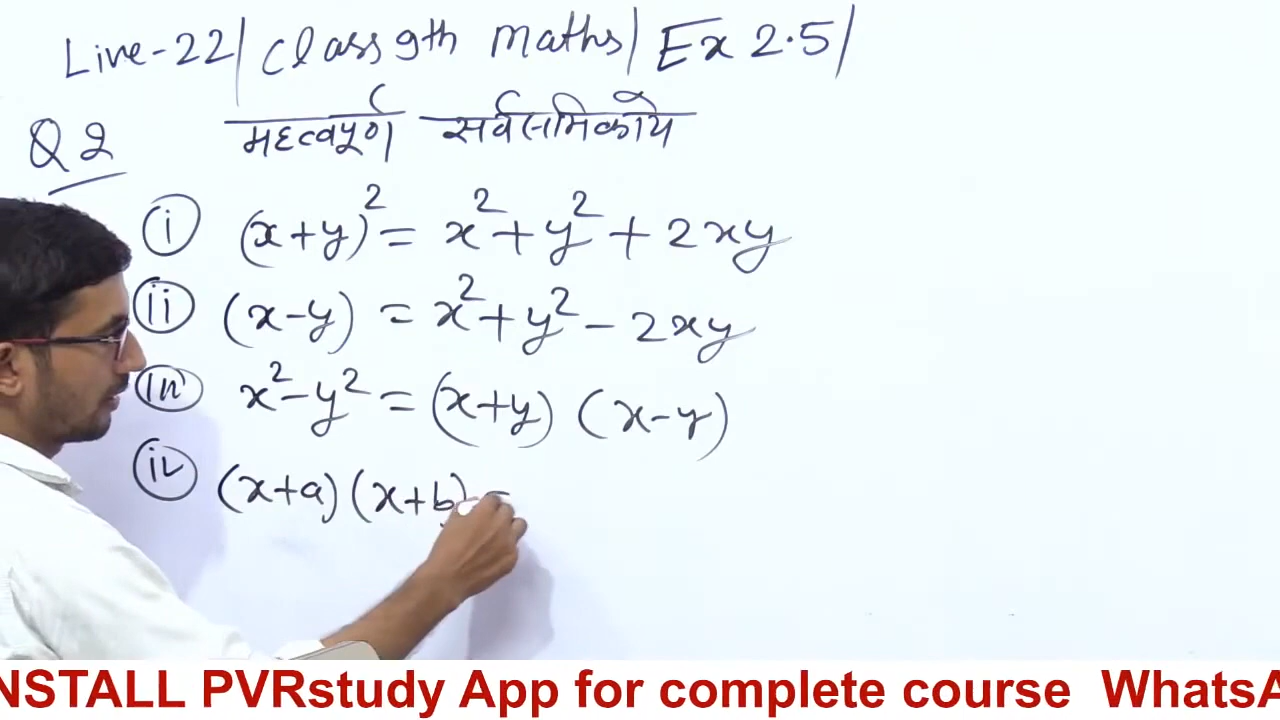 Live-22/ Class 9th maths/ Ex 2.5/
महत्वपूर्ण सर्वसमिकाये
Q 2
(i) (x+y)² = x² + y² + 2xy
(ii) (x-y) = x² + y² - 2xy
(iii) x² - y² = (x+y) (x-y)
(iv) (x+a) (x+b) =
NSTALL PVRstudy App for complete course WhatsA